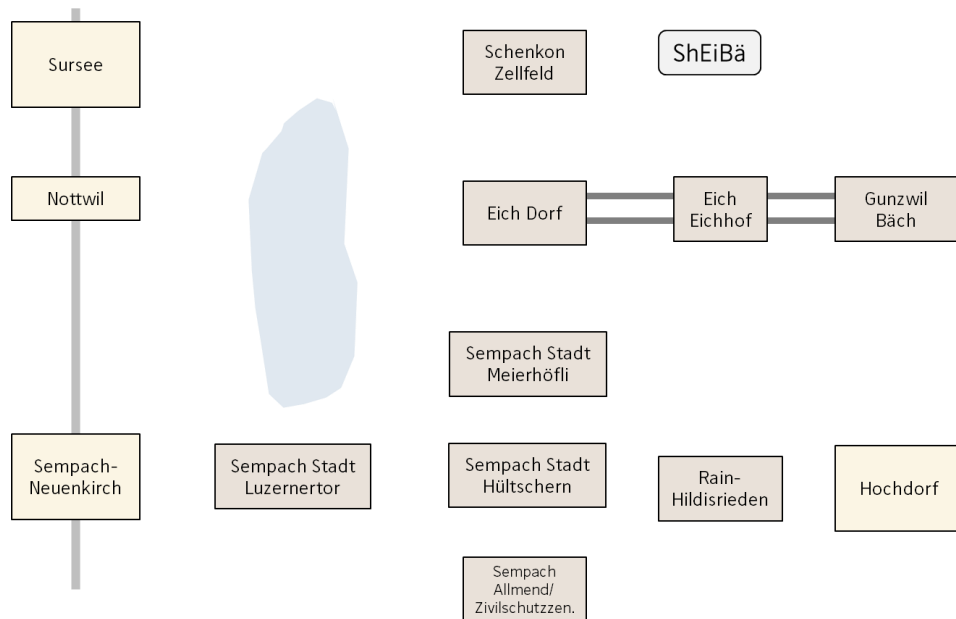 Sursee
Schenkon
Zellfeld
ShEiBä
Nottwil
Eich Dorf
Eich
Eichhof
Gunzwil
Bäch
Sempach Stadt
Meierhöfli
Sempach-
Neuenkirch
Sempach Stadt
Luzernertor
Sempach Stadt
Hültschern
Rain-
Hildisrieden
Hochdorf
Sempach
Allmend/
Zivilschutzzen.